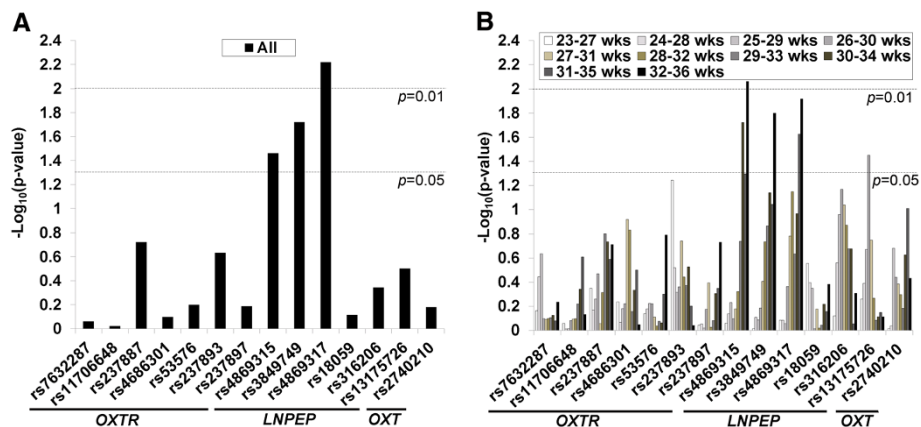 A
B
All
-Log10(p-value)
2.4
2.2
2
1.8
1.6
1.4
1.2
1
0.8
0.6
0.4
0.2
0
p=0.01
p=0.05
rs7632287
rs11706648
rs237887
rs4686301
rs53576
rs237893
rs237897
rs4869315
rs3849749
rs4869317
rs18059
rs316206
rs13175726
rs2740210
OXTR
LNPEP
OXT
23-27 wks 24-28 wks 25-29 wks 26-30 wks
27-31 wks 28-32 wks 29-33 wks 30-34 wks
31-35 wks 32-36 wks
-Log10(p-value)
2.4
2.2
2
1.8
1.6
1.4
1.2
1
0.8
0.6
0.4
0.2
0
p=0.01
p=0.05
rs7632287
rs11706648
rs237887
rs4686301
rs53576
rs237893
rs237897
rs4869315
rs3849749
rs4869317
rs18059
rs316206
rs13175726
rs2740210
OXTR
LNPEP
OXT